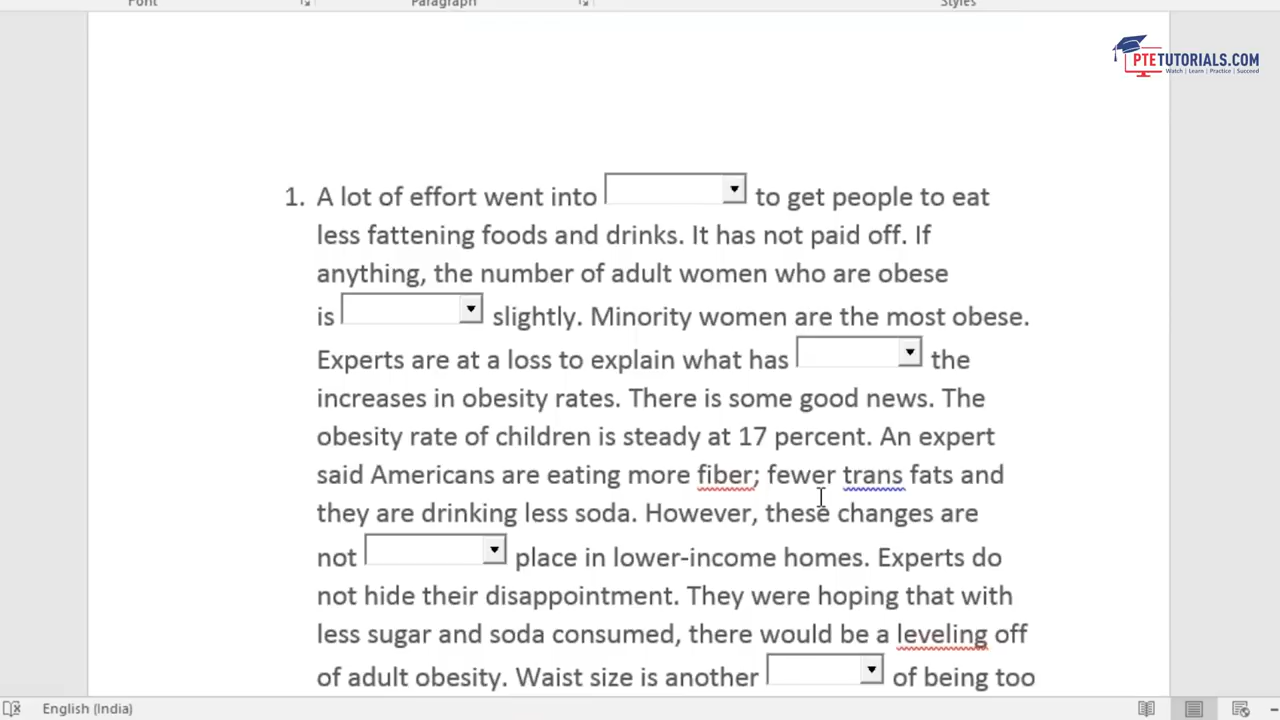 Font Paragraph Styles
PTETUTORIALS.COM
Watch | Learn | Practice | Succeed
1. A lot of effort went into to get people to eat
less fattening foods and drinks. It has not paid off. If
anything, the number of adult women who are obese
is slightly. Minority women are the most obese.
Experts are at a loss to explain what has the
increases in obesity rates. There is some good news. The
obesity rate of children is steady at 17 percent. An expert
said Americans are eating more fiber; fewer trans fats and
they are drinking less soda. However, these changes are
not place in lower-income homes. Experts do
not hide their disappointment. They were hoping that with
less sugar and soda consumed, there would be a leveling off
of adult obesity. Waist size is another of being too
English (India)